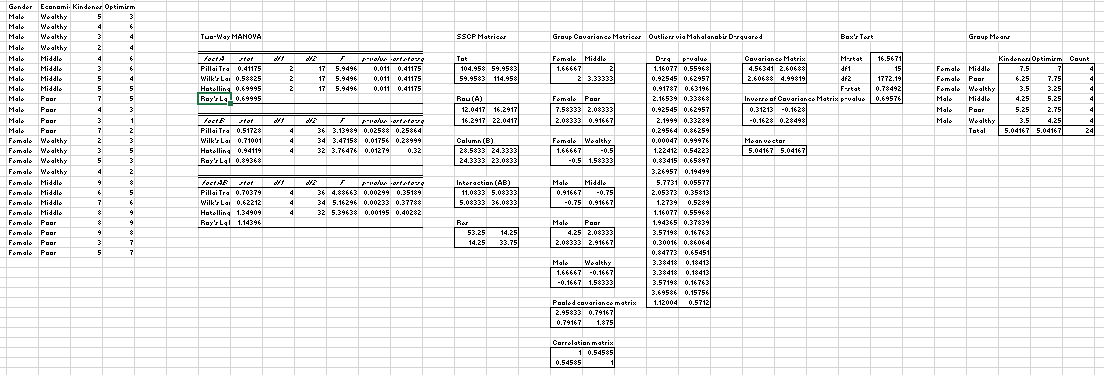 Gender Economi Kindness Optimism
Male Wealthy 5 3
Male Wealthy 4 6
Male Wealthy 3 4
Male Wealthy 2 4
Male Middle 3 6
Male Middle 5 4
Male Middle 5 5
Male Middle 4 6
Male Poor 7 5
Male Poor 4 3
Male Poor 3 1
Male Poor 7 2
Female Wealthy 2 3
Female Wealthy 3 5
Female Wealthy 5 3
Female Wealthy 4 2
Female Middle 9 8
Female Middle 6 5
Female Middle 7 6
Female Middle 8 9
Female Poor 8 9
Female Poor 9 8
Female Poor 3 7
Female Poor 5 7
Two-Way MANOVA
factA stat df1 df2 F p-value
Pillai Tra 0.41175 2 17 5.9496 0.011 0.41175
Wilk's La 0.58825 2 17 5.9496 0.011 0.41175
Hotelling 0.69995 2 17 5.9496 0.011 0.41175
Roy's Lg 0.69995
factB stat df1 df2 F p-value
Pillai Tra 0.51728 4 36 3.13989 0.02588 0.25864
Wilk's La 0.71001 4 34 3.47158 0.01756 0.28999
Hotelling 0.94119 4 32 3.76476 0.01279 0.32
Roy's Lg 0.89368
factAB stat df1 df2 F p-value
Pillai Tra 0.70379 4 36 4.88663 0.00299 0.35189
Wilk's La 0.62212 4 34 5.16296 0.00233 0.37788
Hotelling 1.34909 4 32 5.39638 0.00195 0.40282
Roy's Lg 1.14396
SSCP Matrices
Tot
104.958 59.9583
59.9583 114.958
Row (A)
12.0417 16.2917
16.2917 22.0417
Column (B)
28.5833 24.3333
24.3333 23.0833
Interaction (AB)
11.0833 5.08333
5.08333 36.0833
Res
53.25 14.25
14.25 33.75
Group Covariance Matrices
Female Middle
1.66667 2
2 3.33333
Female Poor
7.58333 2.08333
2.08333 0.91667
Female Wealthy
1.66667 -0.5
-0.5 1.58333
Male Middle
0.91667 -0.75
-0.75 0.91667
Male Poor
4.25 2.08333
2.08333 2.91667
Male Wealthy
1.66667 -0.1667
-0.1667 1.58333
Pooled covariance matrix
2.95833 0.79167
0.79167 1.875
Correlation matrix
1 0.54585
0.54585 1
Outliers via Mahalanobis D-squared
D-sq p-value
1.16077 0.55968
0.92545 0.62957
0.91787 0.63196
2.16539 0.33868
0.92545 0.62957
2.1999 0.33289
0.29564 0.86259
0.00047 0.99976
1.22412 0.54223
0.83415 0.65897
3.26957 0.19499
5.7731 0.05577
2.05373 0.35813
1.2739 0.5289
1.16077 0.55968
1.94365 0.37839
3.57198 0.16763
0.30016 0.86064
0.84773 0.65451
3.38418 0.18413
3.38418 0.18413
3.57198 0.16763
3.69586 0.15756
1.12004 0.5712
Covariance Matrix
4.56341 2.60688
2.60688 4.99819
Inverse of Covariance Matrix
0.31213 -0.1628
-0.1628 0.28498
Mean vector
5.04167 5.04167
Box's Test
M-stat 16.5671
df1 15
df2 1772.19
F-stat 0.78492
p-value 0.69576
Group Means
Kindness Optimism Count
Female Middle 7.5 7 4
Female Poor 6.25 7.75 4
Female Wealthy 3.5 3.25 4
Male Middle 4.25 5.25 4
Male Poor 5.25 2.75 4
Male Wealthy 3.5 4.25 4
Total 5.04167 5.04167 24